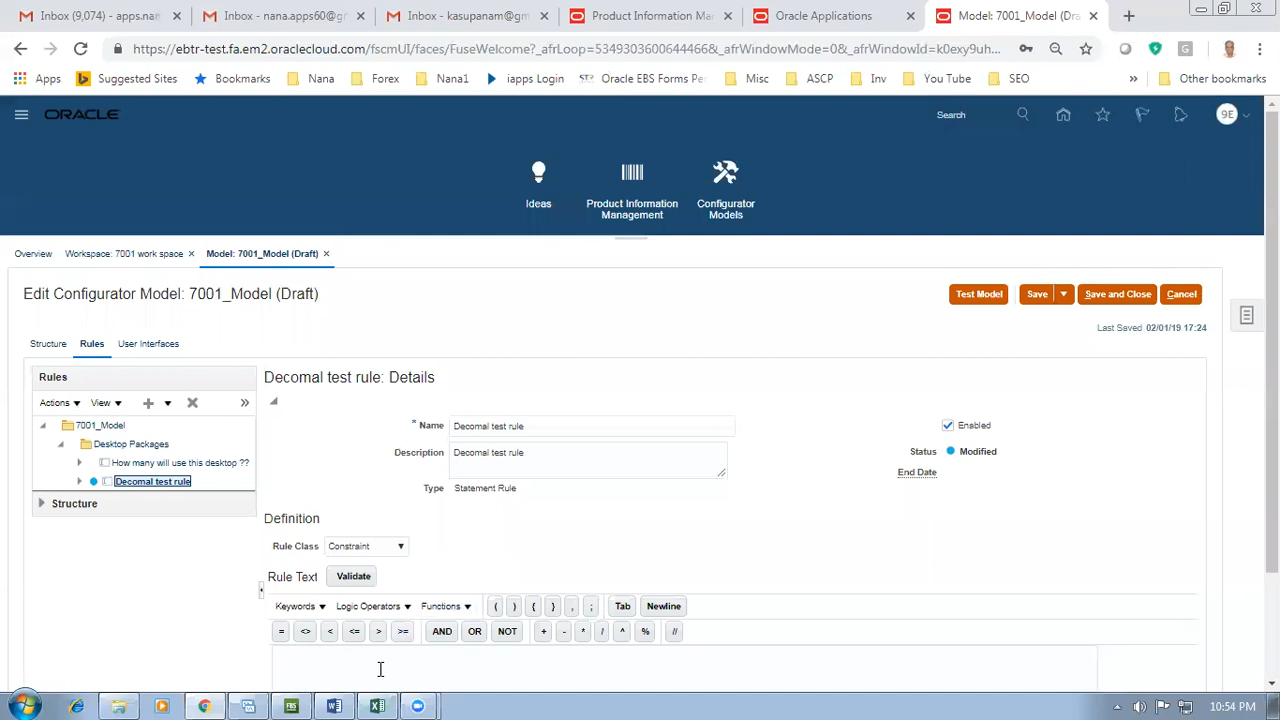 Inbox (9,074) - apps.nan
Inbox - nana.apps60@gr
Inbox - kasupanam@gm
Product Information Ma
Oracle Applications
Model: 7001_Model (Dra
https://ebtr-test.fa.em2.oraclecloud.com/fscmUI/faces/FuseWelcome?_afrLoop=5349303600644466&_afrWindowMode=0&_afrWindowId=k0exy9uh...
Apps Suggested Sites Bookmarks Nana Forex Nana1 iapps Login Oracle EBS Forms Pe Misc ASCP Inv You Tube SEO » Other bookmarks
ORACLE
Search
9E
Ideas
Product Information Management
Configurator Models
Overview Workspace: 7001 work space Model: 7001_Model (Draft)
Edit Configurator Model: 7001_Model (Draft)
Test Model Save Save and Close Cancel
Last Saved 02/01/19 17:24
Structure Rules User Interfaces
Rules
Actions View »
7001_Model
Desktop Packages
How many will use this desktop ??
Decomal test rule
Structure
Decomal test rule: Details
* Name Decomal test rule
Enabled
Description Decomal test rule
Status Modified
End Date
Type Statement Rule
Definition
Rule Class Constraint
Rule Text Validate
Keywords Logic Operators Functions ( ) { } , ; Tab Newline
= <> < <= > >= AND OR NOT + - * / ^ % //
10:54 PM